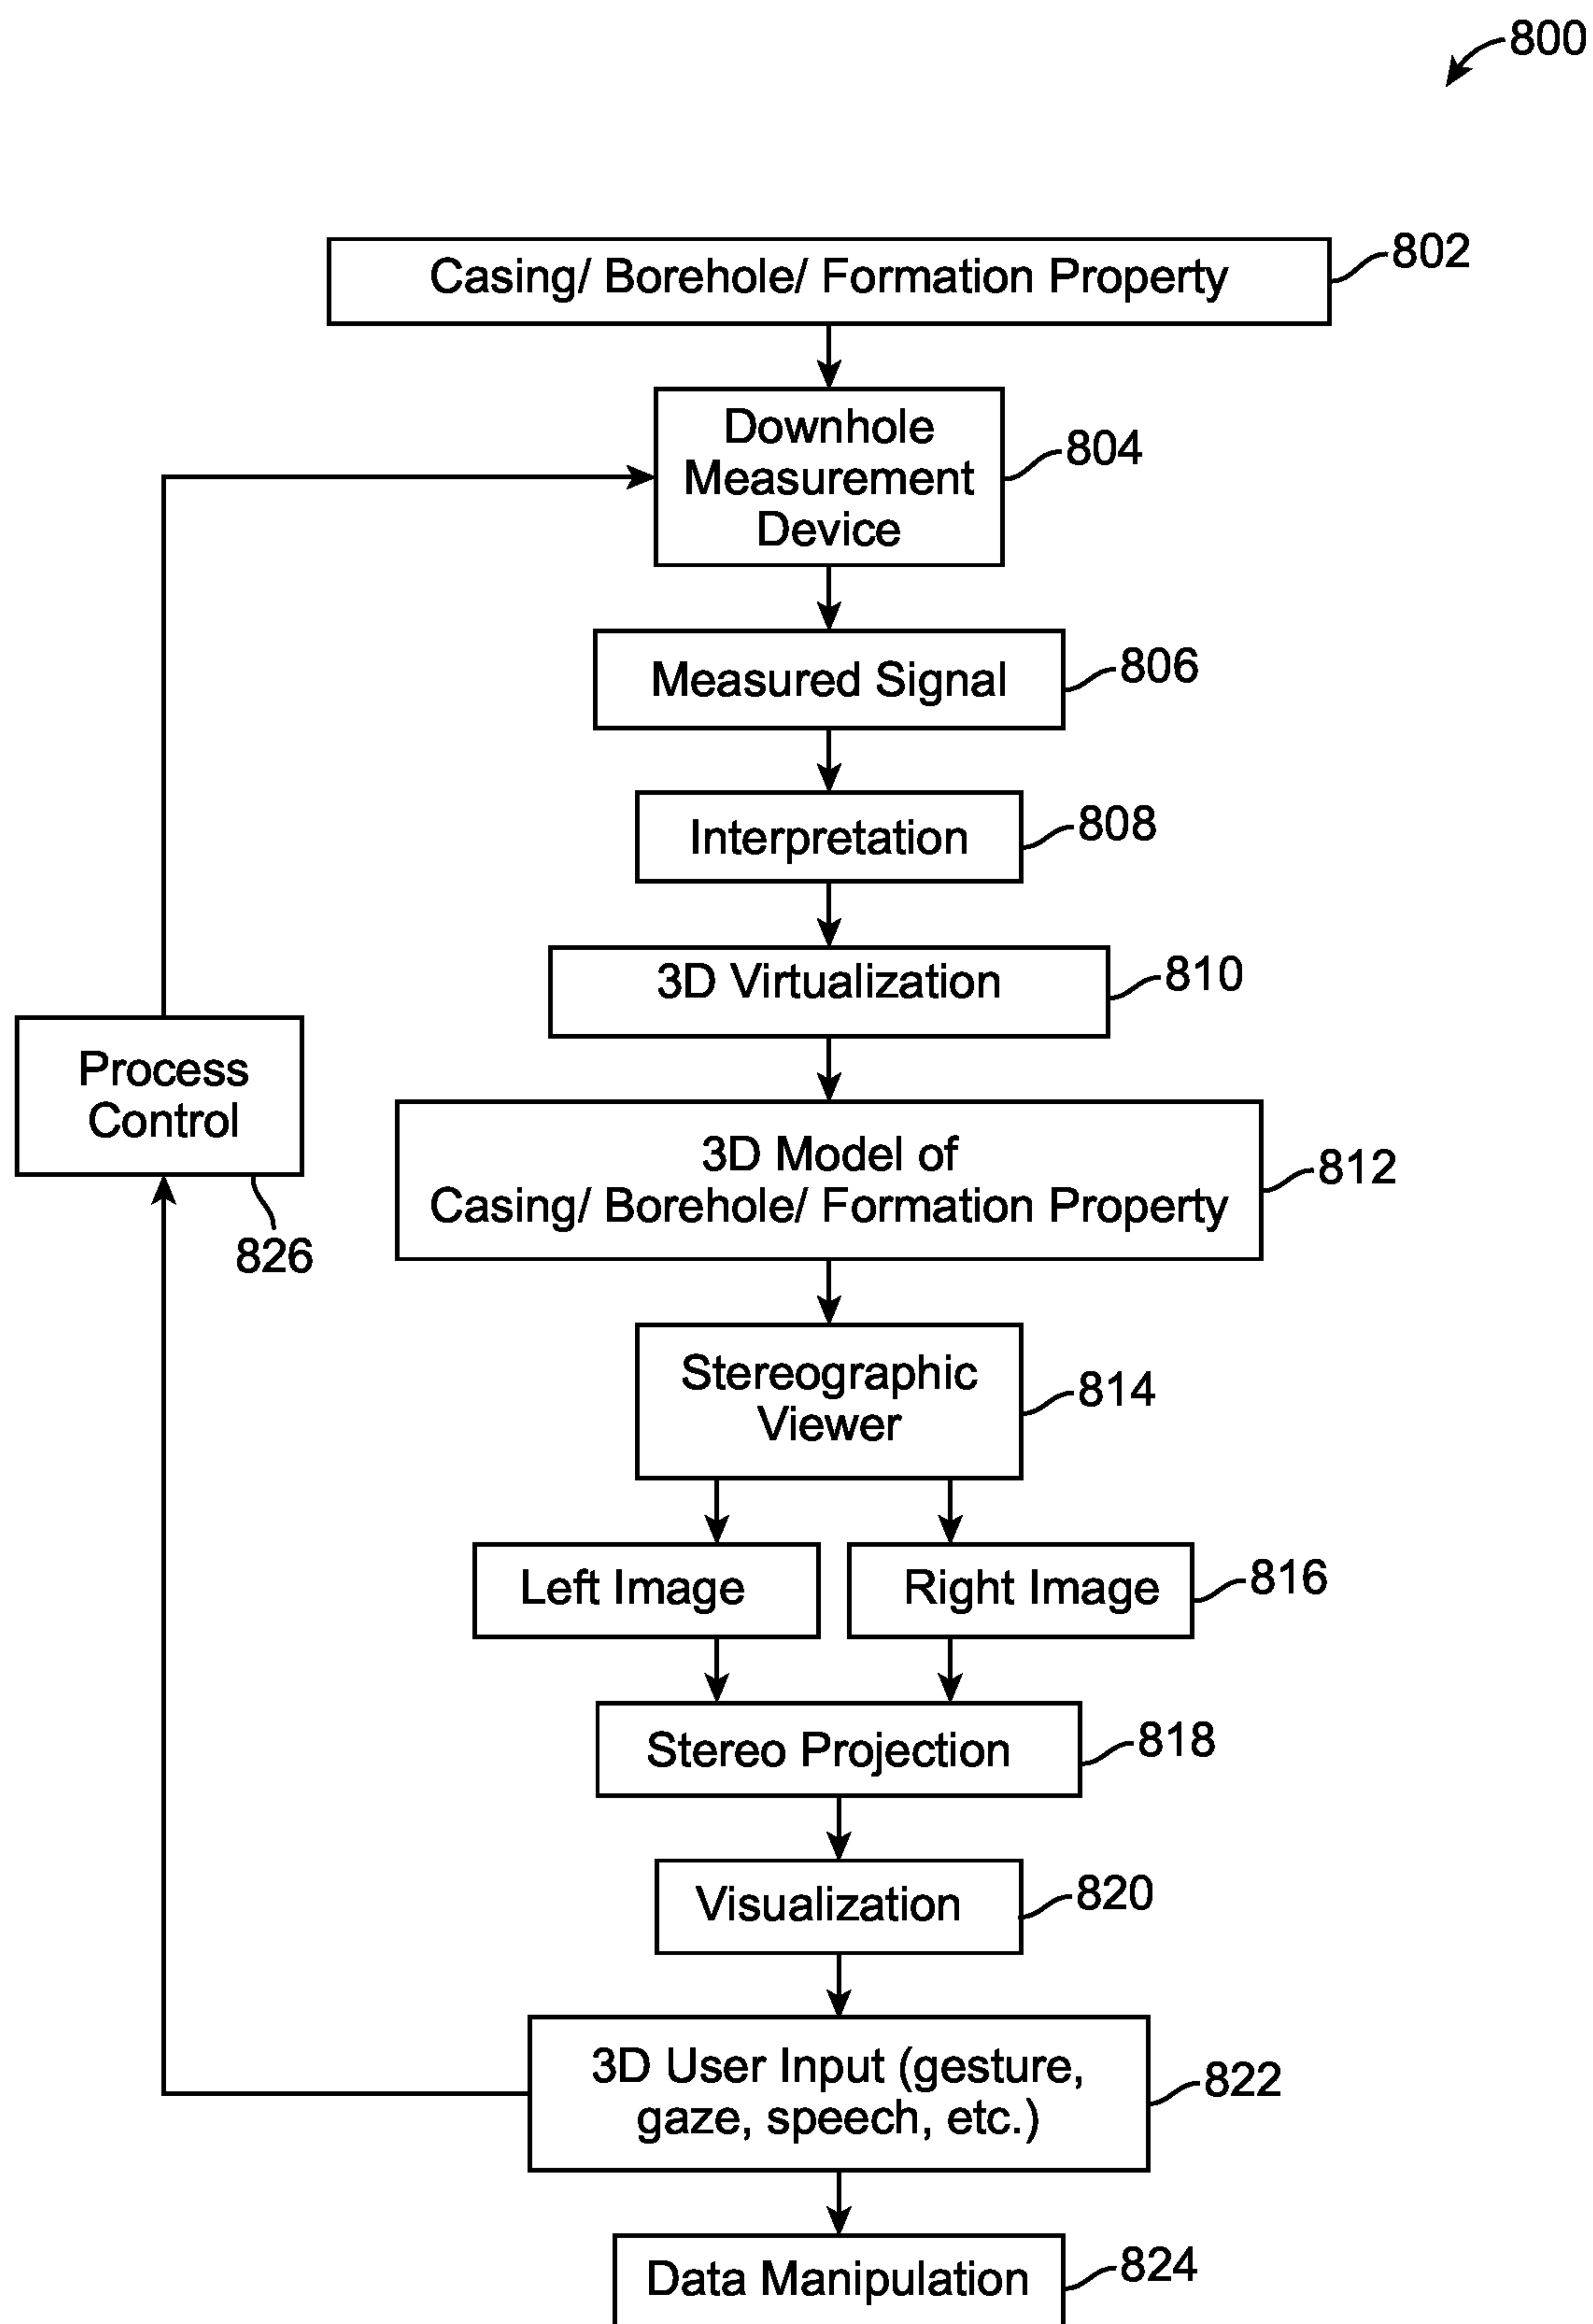 800
Casing/ Borehole/ Formation Property
802
Downhole
Measurement
Device
804
Measured Signal
806
Interpretation
808
3D Virtualization
810
Process
Control
826
3D Model of
Casing/ Borehole/ Formation Property
812
Stereographic
Viewer
814
Left Image
Right Image
816
Stereo Projection
818
Visualization
820
3D User Input (gesture,
gaze, speech, etc.)
822
Data Manipulation
824